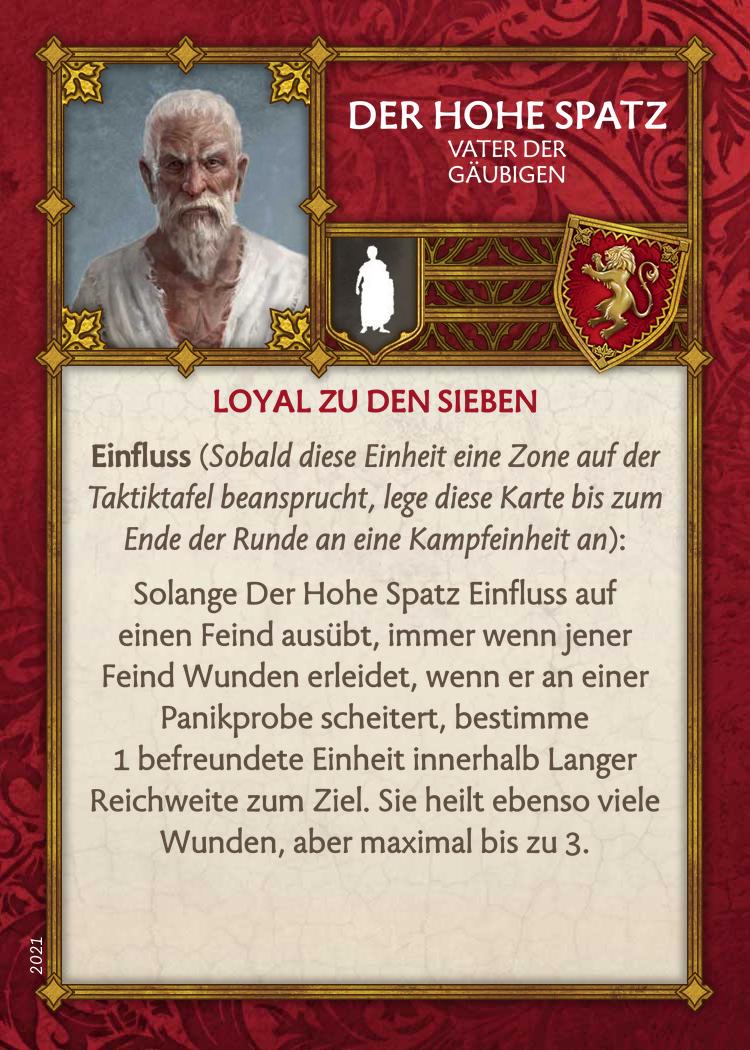 DER HOHE SPATZ
VATER DER
GÄUBIGEN
LOYAL ZU DEN SIEBEN
Einfluss (Sobald diese Einheit eine Zone auf der
Taktiktafel beansprucht, lege diese Karte bis zum
Ende der Runde an eine Kampfeinheit an):
Solange Der Hohe Spatz Einfluss auf
einen Feind ausübt, immer wenn jener
Feind Wunden erleidet, wenn er an einer
Panikprobe scheitert, bestimme
1 befreundete Einheit innerhalb Langer
Reichweite zum Ziel. Sie heilt ebenso viele
Wunden, aber maximal bis zu 3.
2021